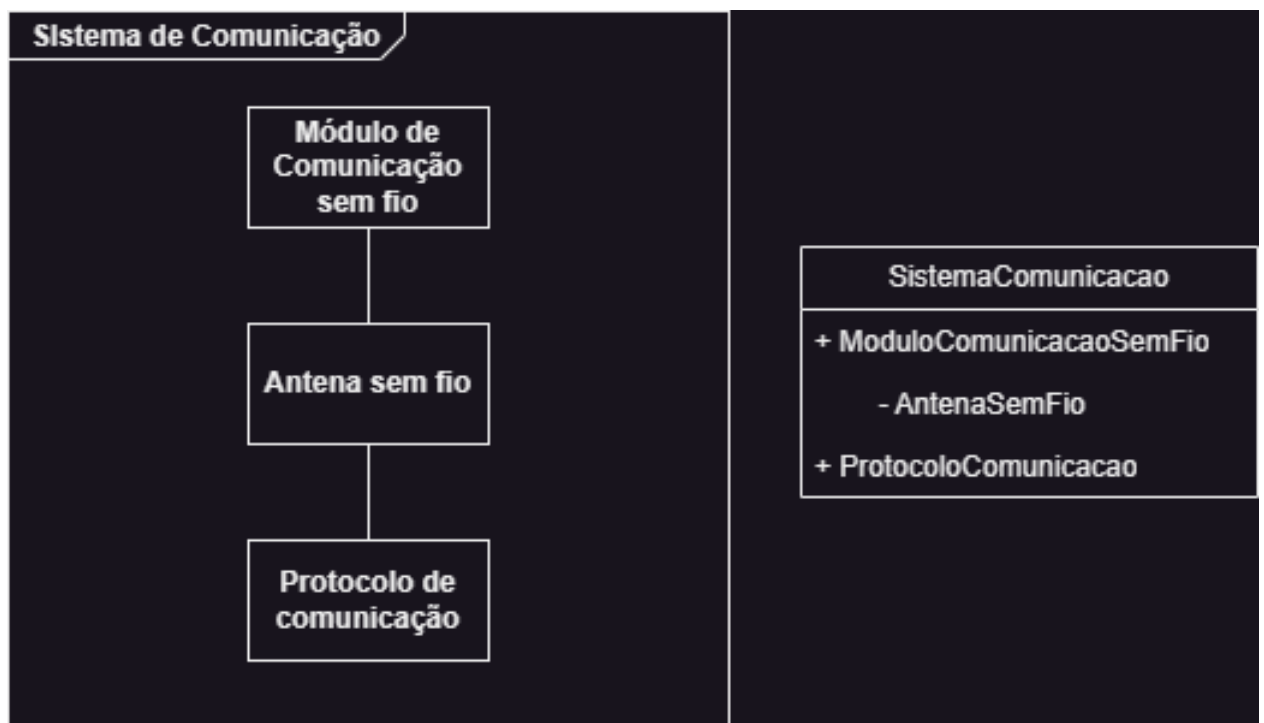 SIstema de Comunicação
Módulo de
Comunicação
sem fio
Antena sem fio
Protocolo de
comunicação
SistemaComunicacao
+ ModuloComunicacaoSemFio
- AntenaSemFio
+ ProtocoloComunicacao